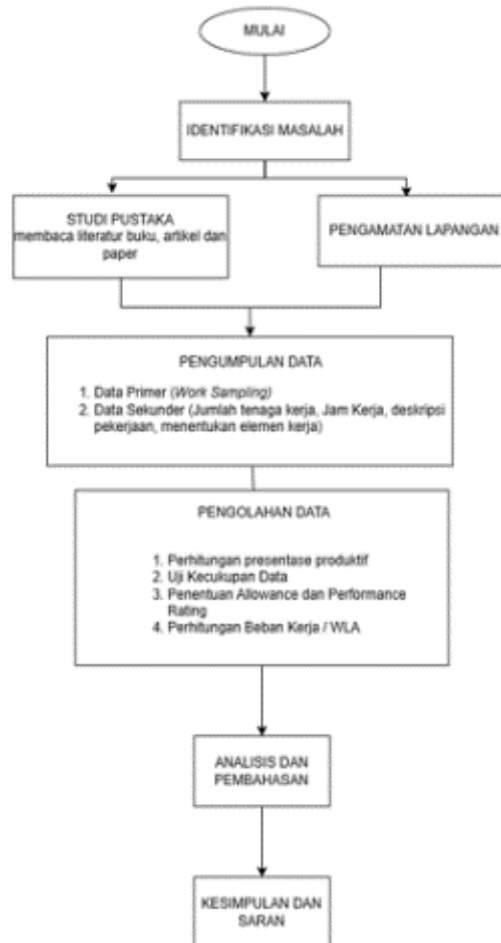 MULAI
IDENTIFIKASI MASALAH
STUDI PUSTAKA
membaca literatur buku, artikel dan
paper
PENGAMATAN LAPANGAN
PENGUMPULAN DATA
1. Data Primer (Work Sampling)
2. Data Sekunder (Jumlah tenaga kerja, Jam Kerja, deskripsi
pekerjaan, menentukan elemen kerja)
PENGOLAHAN DATA
1. Perhitungan presentase produktif
2. Uji Kecukupan Data
3. Penentuan Allowance dan Performance
Rating
4. Perhitungan Beban Kerja / WLA
ANALISIS DAN
PEMBAHASAN
KESIMPULAN DAN
SARAN